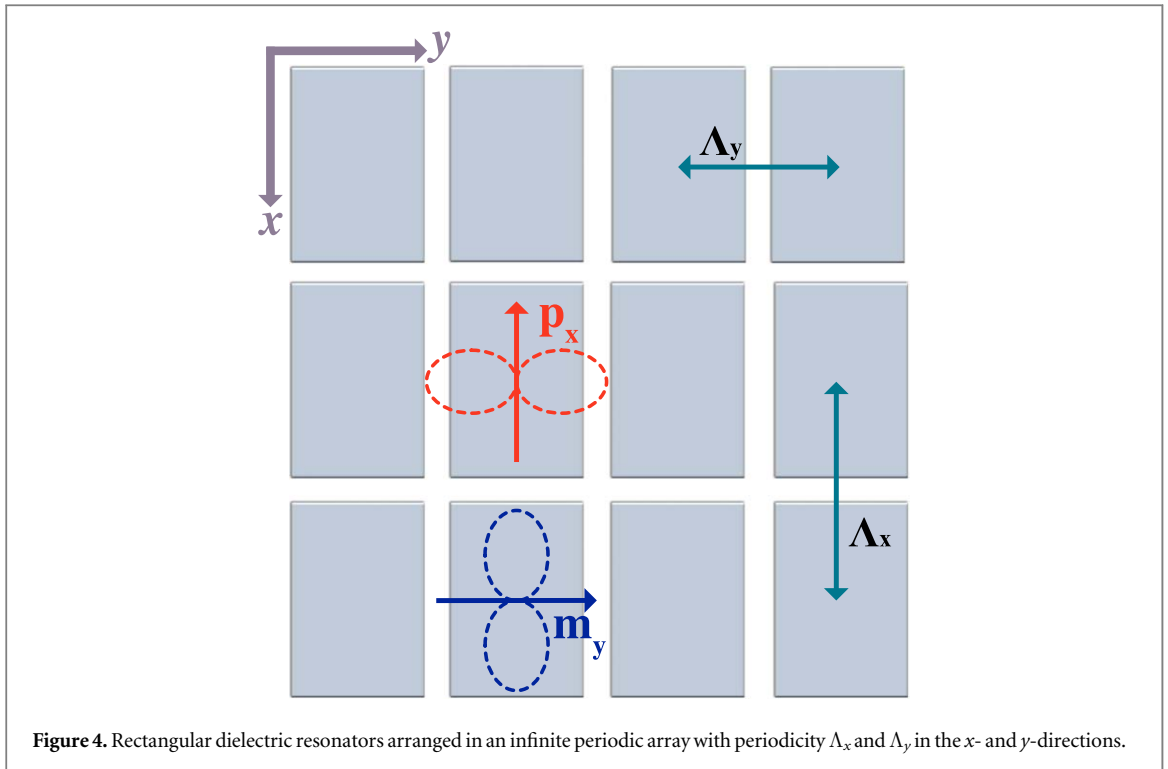 y
x
Λy
px
Λx
my
Figure 4. Rectangular dielectric resonators arranged in an infinite periodic array with periodicity Λx and Λy in the x- and y-directions.